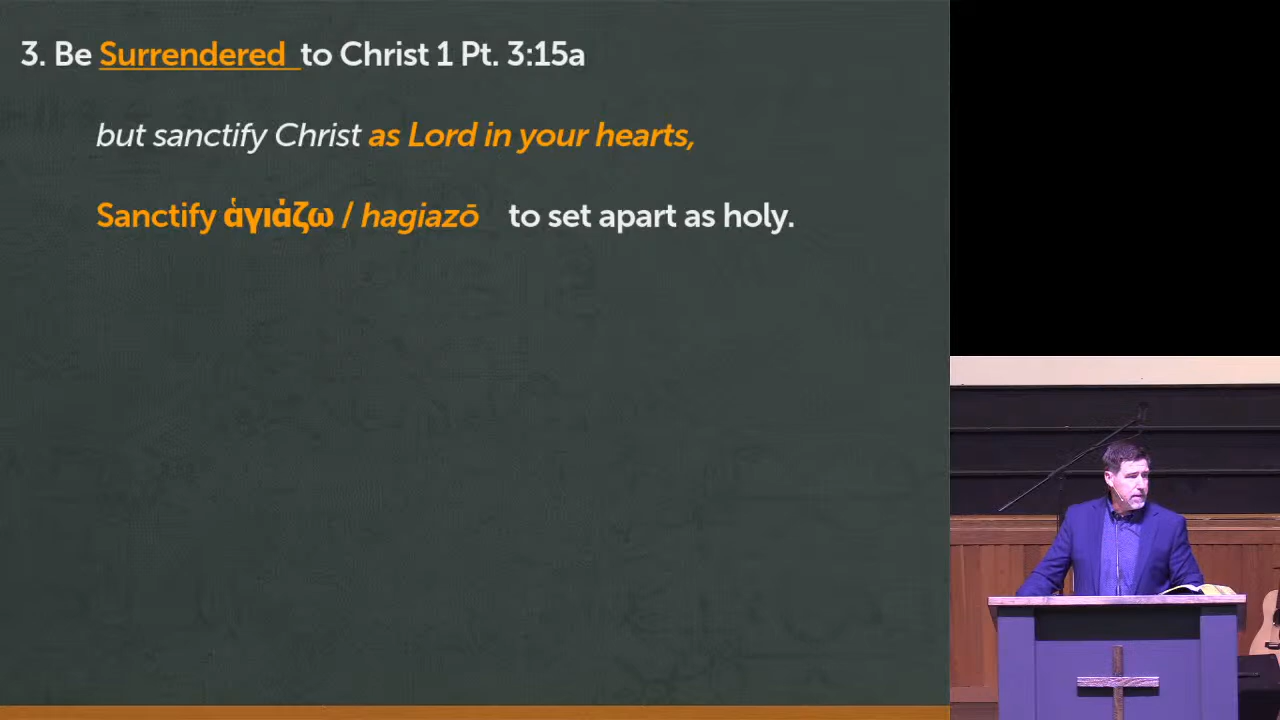 3. Be Surrendered to Christ 1 Pt. 3:15a
but sanctify Christ as Lord in your hearts,
Sanctify ἁγιάζω / hagiazō to set apart as holy.